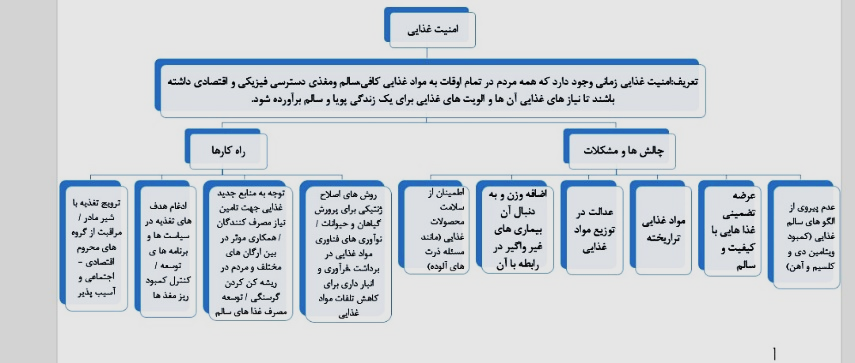 امنیت غذایی
تعریف:امنیت غذایی زمانی وجود دارد که همه مردم در تمام اوقات به مواد غذایی کافی،سالم ومغذی دسترسی فیزیکی و اقتصادی داشته
باشند تا نیاز های غذایی آن ها و الویت های غذایی برای یک زندگی پویا و سالم برآورده شود.
چالش ها و مشکلات
عدم پیروی از
الگو های سالم
غذایی (کمبود
ویتامین دی و
کلسیم و آهن)
عرضه
تضمینی
غذا هایی با
کیفیت و
سالم
مواد غذایی
تراریخته
عدالت در
توزیع مواد
غذایی
اضافه وزن و به
دنبال آن
بیماری های
غیر واگیر در
رابطه با آن
اطمینان از
سلامت
محصولات
غذایی (مانند
مسئله ذرت
های آلوده)
راه کارها
روش های اصلاح
ژنتیکی برای پرورش
گیاهان و حیوانات /
نوآوری های فناوری
مواد غذایی در
برداشت ،فرآوری و
انبار داری برای
کاهش تلفات مواد
غذایی
توجه به منابع جدید
غذایی جهت تامین
نیاز مصرف کنندگان
/ همکاری موثر در
بین ارگان های
مختلف و مردم در
ریشه کن کردن
گرسنگی / توسعه
مصرف غذا های سالم
ادغام هدف
های تغذیه در
سیاست ها و
برنامه ها ی
توسعه /
کنترل کمبود
ریز مغذ ها
ترویج تغذیه با
شیر مادر /
مراقبت از گروه
های محروم
اقتصادی -
اجتماعی و
آسیب پذیر
1